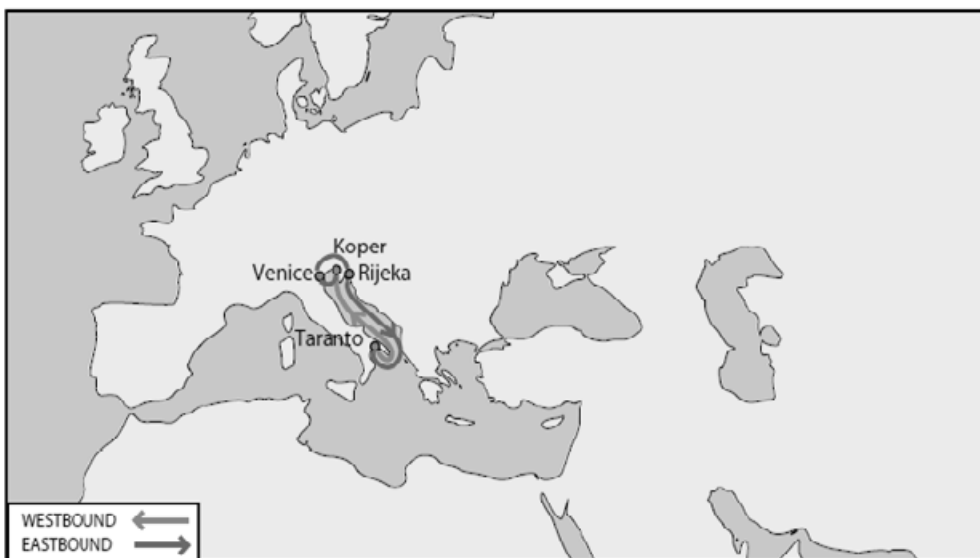 Koper
Venice
Rijeka
Taranto
WESTBOUND
EASTBOUND